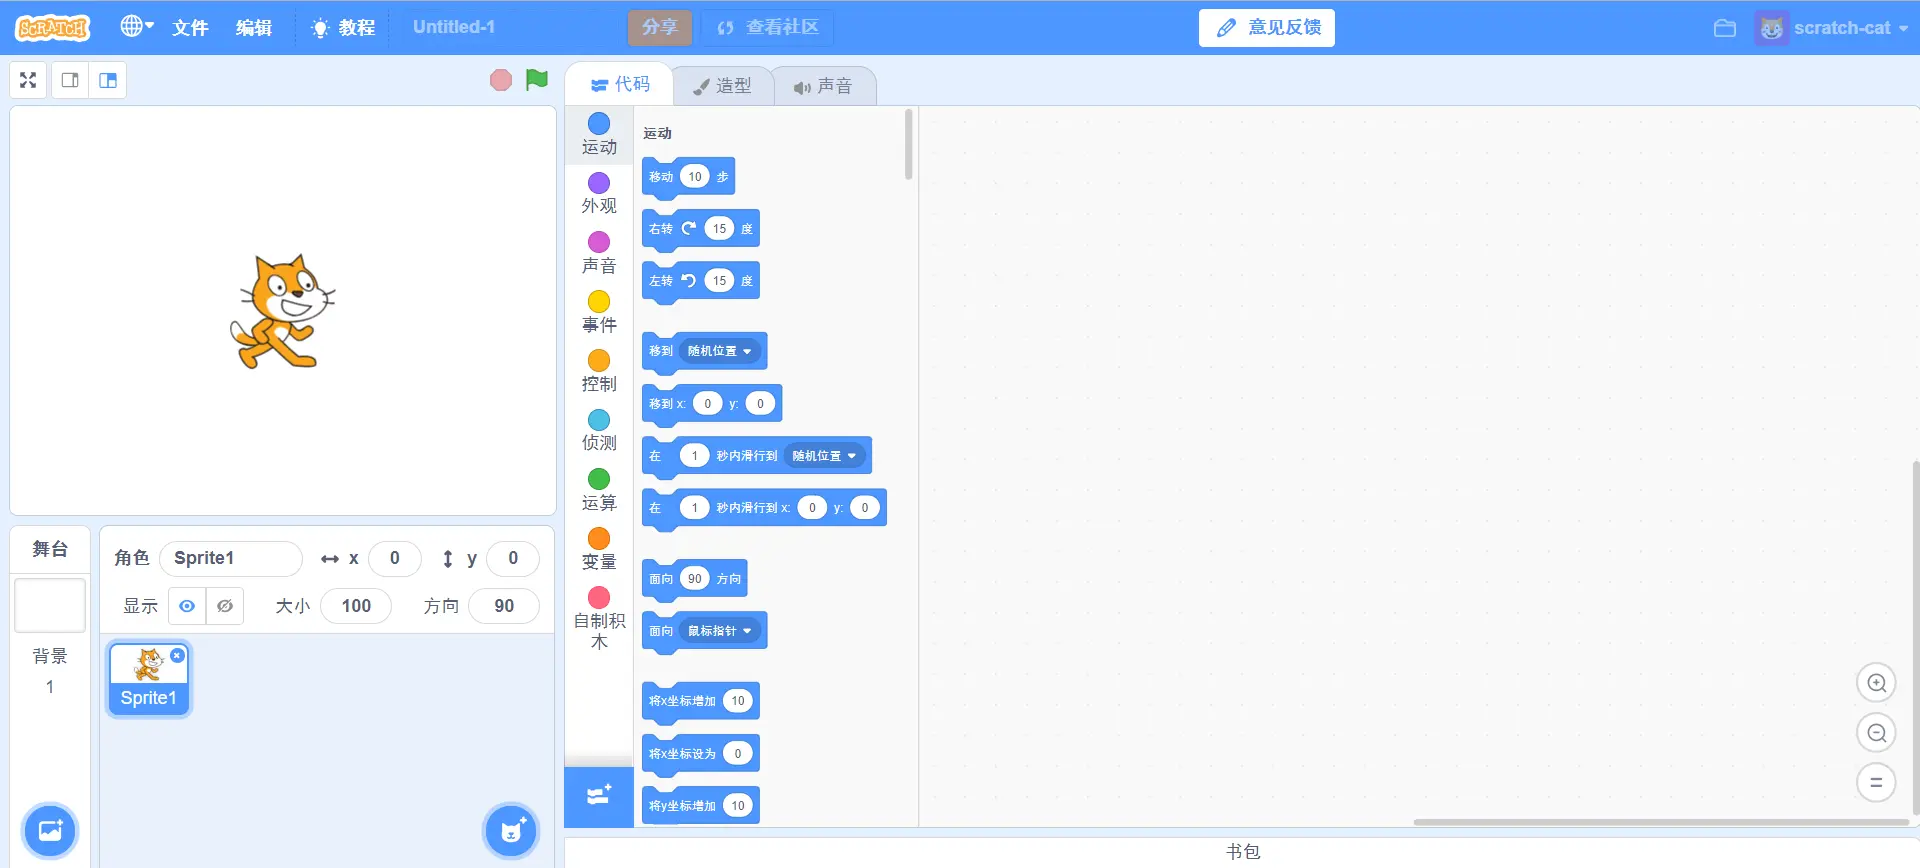 SCRATCH 文件 编辑 教程 Untitled-1 分享 查看社区 意见反馈 scratch-cat
代码 造型 声音
运动
外观
声音
事件
控制
侦测
运算
变量
自制积
木
运动
移动 10 步
右转 15 度
左转 15 度
移到 随机位置
移到 x: 0 y: 0
在 1 秒内滑行到 随机位置
在 1 秒内滑行到 x: 0 y: 0
面向 90 方向
面向 鼠标指针
将x坐标增加 10
将x坐标设为 0
将y坐标增加 10
舞台
背景
1
角色 Sprite1 x 0 y 0
显示 大小 100 方向 90
Sprite1
书包